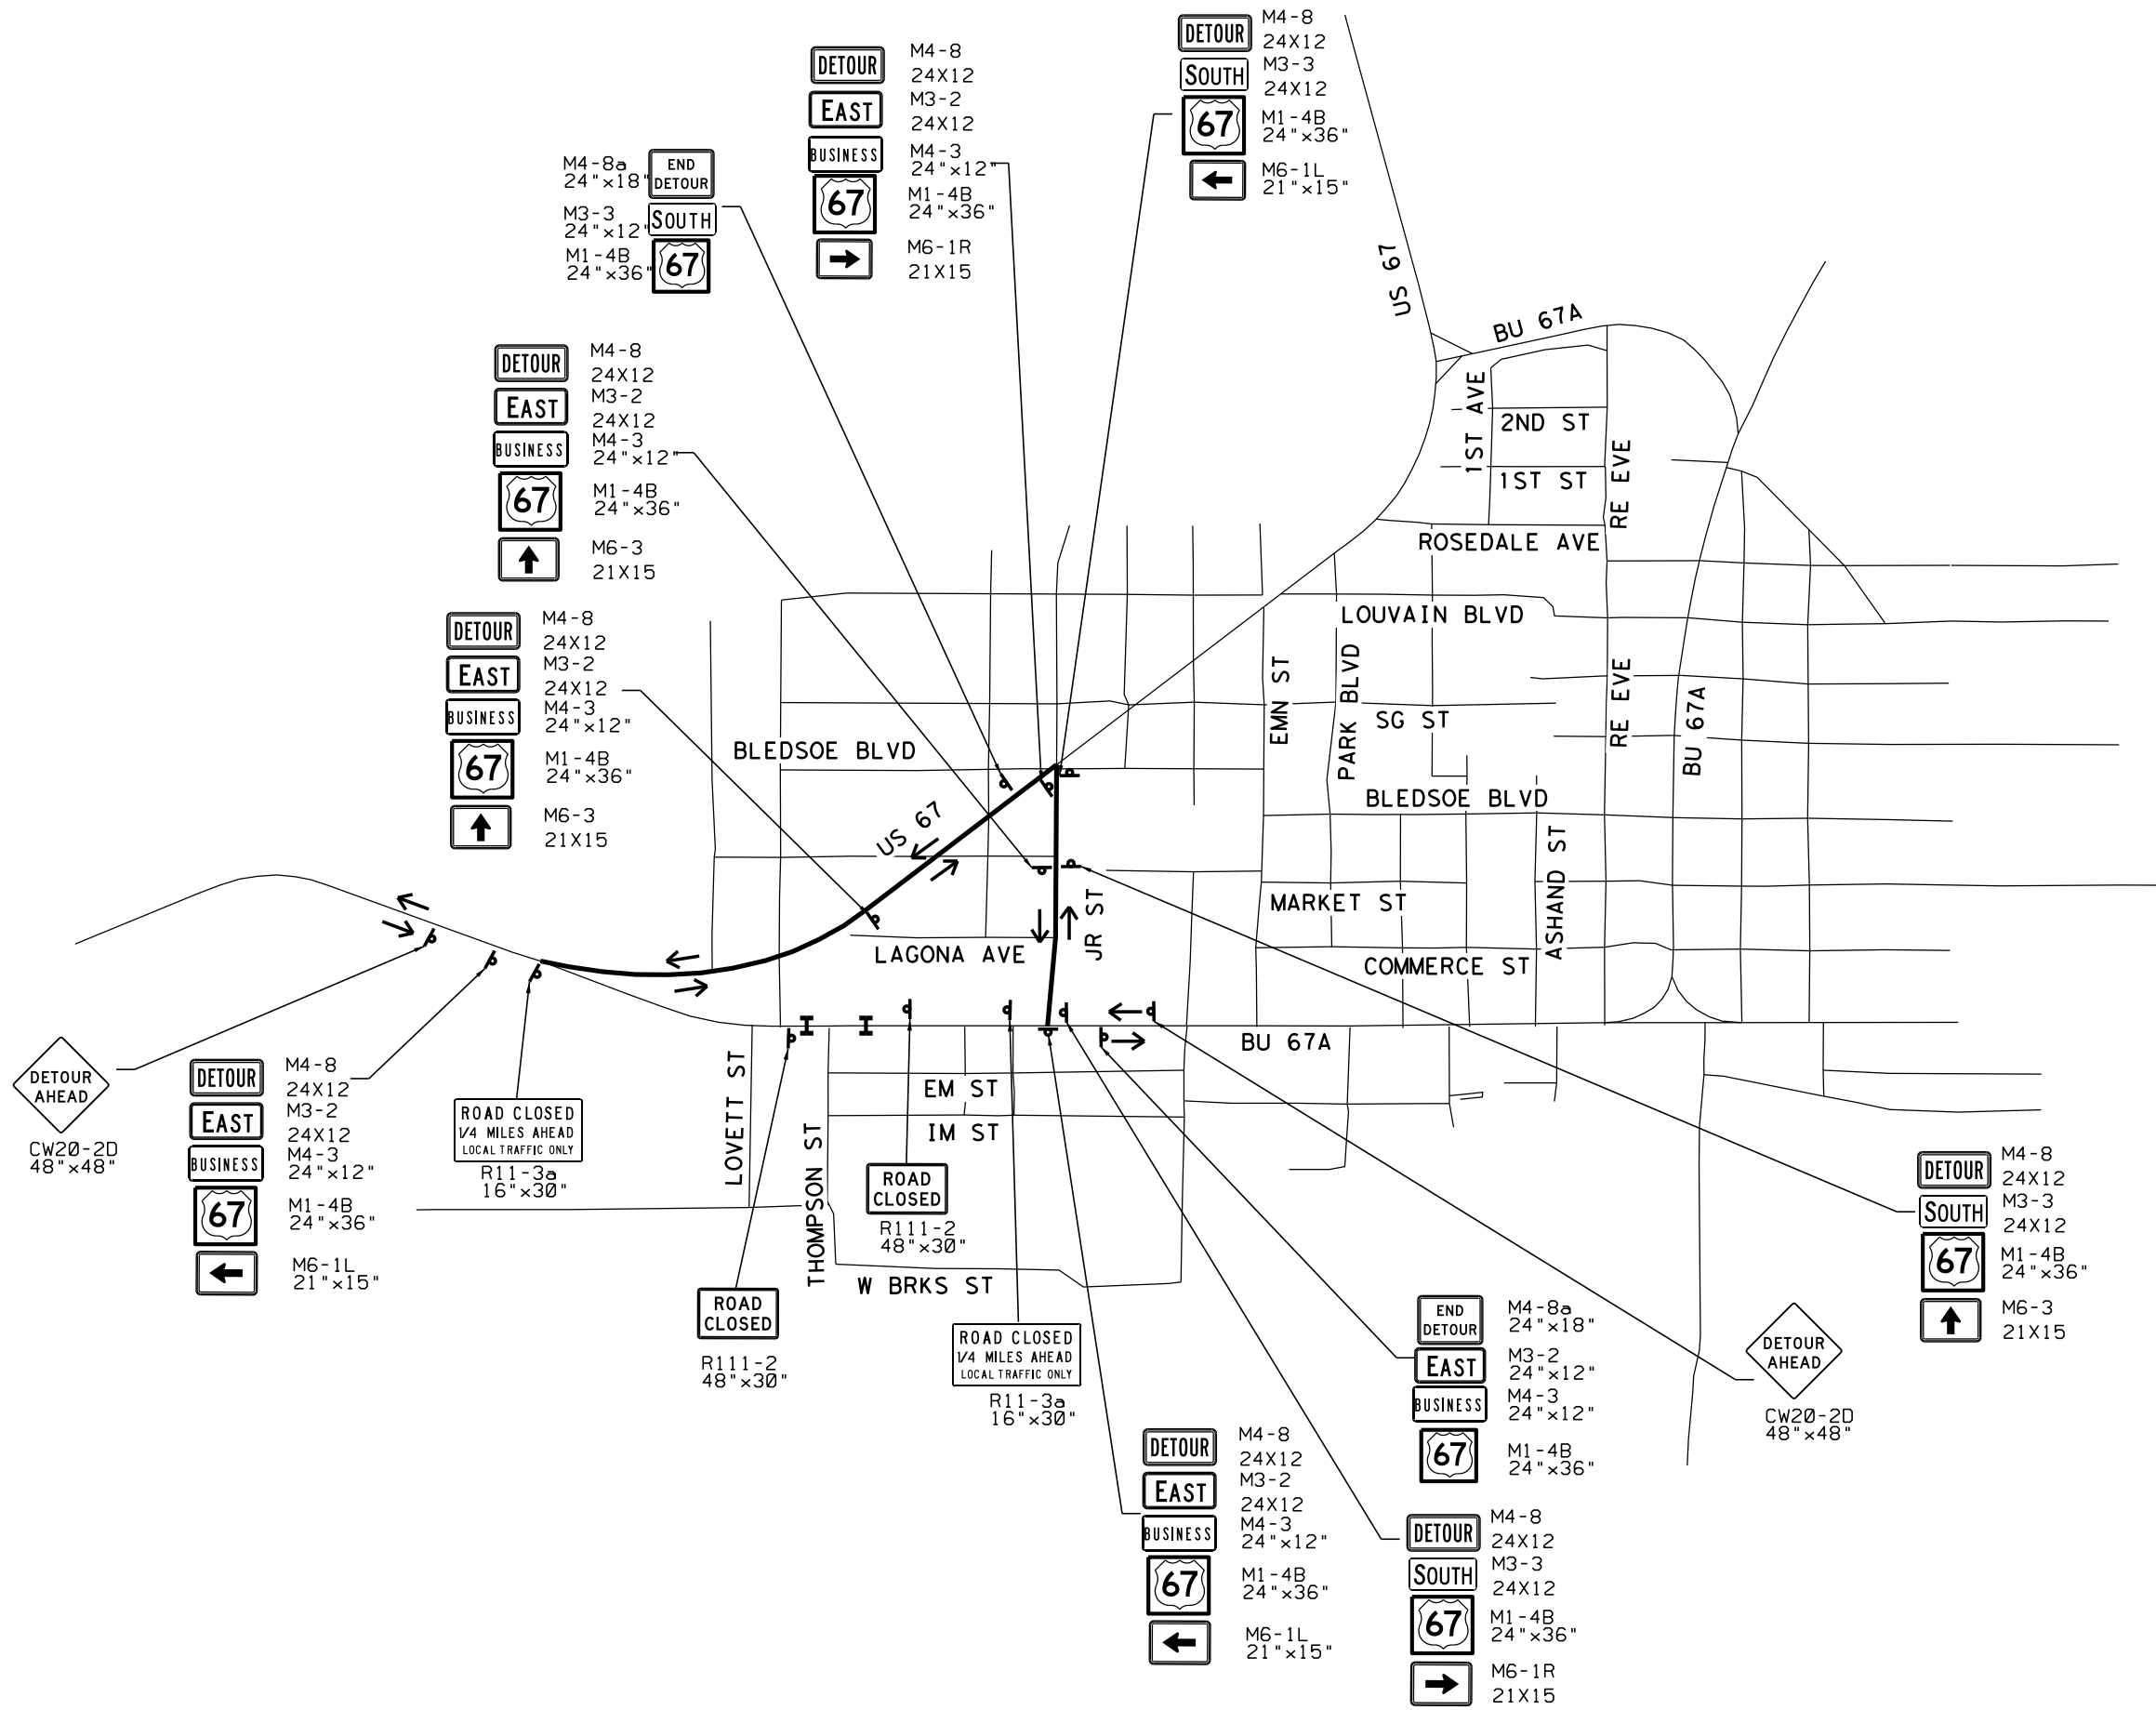 DETOUR
EAST
BUSINESS
67
M4-8
24X12
M3-2
24X12
M4-3
24"x12"
M1-4B
24"x36"
M6-1R
21X15
DETOUR
SOUTH
67
M4-8
24X12
M3-3
24X12
M1-4B
24"x36"
M6-1L
21"x15"
M4-8a
24"x18"
M3-3
24"x12"
M1-4B
24"x36"
END
DETOUR
SOUTH
67
DETOUR
EAST
BUSINESS
67
M4-8
24X12
M3-2
24X12
M4-3
24"x12"
M1-4B
24"x36"
M6-3
21X15
DETOUR
EAST
BUSINESS
67
M4-8
24X12
M3-2
24X12
M4-3
24"x12"
M1-4B
24"x36"
M6-3
21X15
US 67
BU 67A
1ST AVE
2ND ST
1ST ST
RE EVE
ROSEDALE AVE
LOUVAIN BLVD
EMN ST
PARK BLVD
SG ST
RE EVE
BU 67A
BLEDSOE BLVD
BLEDSOE BLVD
US 67
MARKET ST
ASHAND ST
JR ST
LAGONA AVE
COMMERCE ST
BU 67A
EM ST
IM ST
LOVETT ST
THOMPSON ST
W BRKS ST
DETOUR
AHEAD
CW20-2D
48"x48"
DETOUR
EAST
BUSINESS
67
M4-8
24X12
M3-2
24X12
M4-3
24"x12"
M1-4B
24"x36"
M6-1L
21"x15"
ROAD CLOSED
1/4 MILES AHEAD
LOCAL TRAFFIC ONLY
R11-3a
16"x30"
ROAD
CLOSED
R111-2
48"x30"
ROAD
CLOSED
R111-2
48"x30"
ROAD CLOSED
1/4 MILES AHEAD
LOCAL TRAFFIC ONLY
R11-3a
16"x30"
DETOUR
EAST
BUSINESS
67
M4-8
24X12
M3-2
24X12
M4-3
24"x12"
M1-4B
24"x36"
M6-1L
21"x15"
END
DETOUR
EAST
BUSINESS
67
M4-8a
24"x18"
M3-2
24"x12"
M4-3
24"x12"
M1-4B
24"x36"
DETOUR
SOUTH
67
M4-8
24X12
M3-3
24X12
M1-4B
24"x36"
M6-1R
21X15
DETOUR
AHEAD
CW20-2D
48"x48"
DETOUR
SOUTH
67
M4-8
24X12
M3-3
24X12
M1-4B
24"x36"
M6-3
21X15